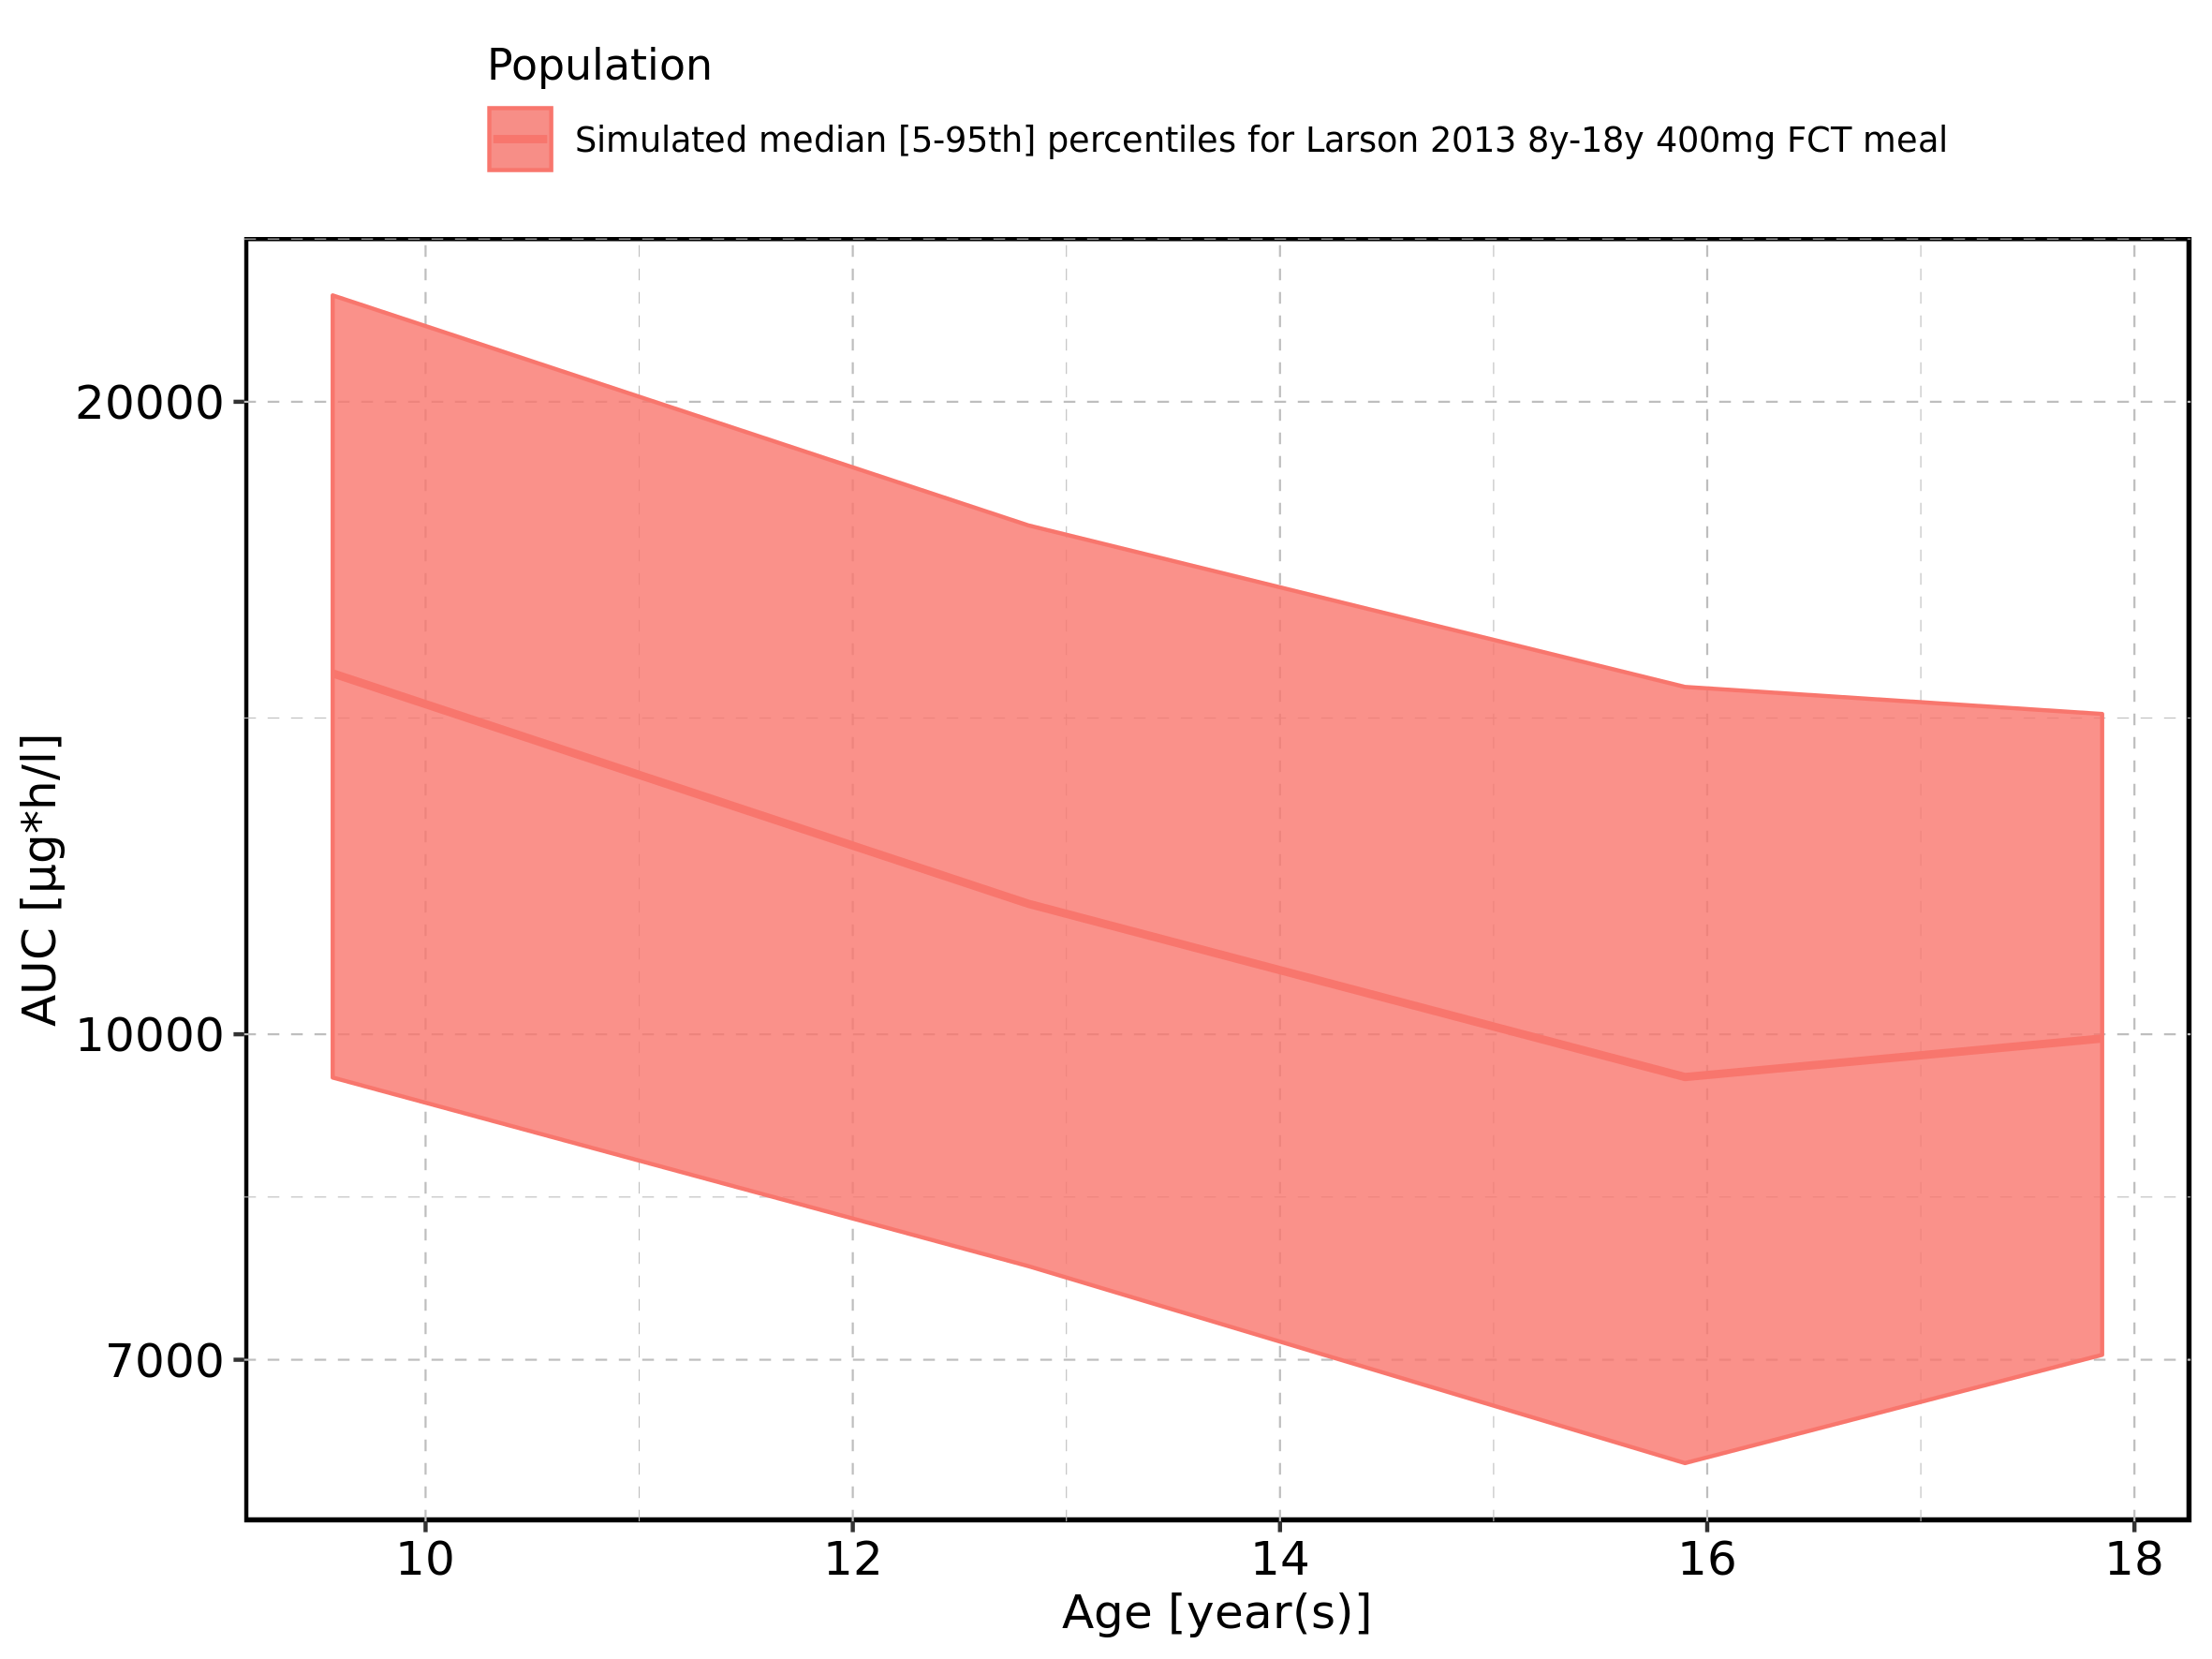 Population
Simulated median [5-95th] percentiles for Larson 2013 8y-18y 400mg FCT meal
20000
10000
7000
AUC [µg*h/l]
10 12 14 16 18
Age [year(s)]